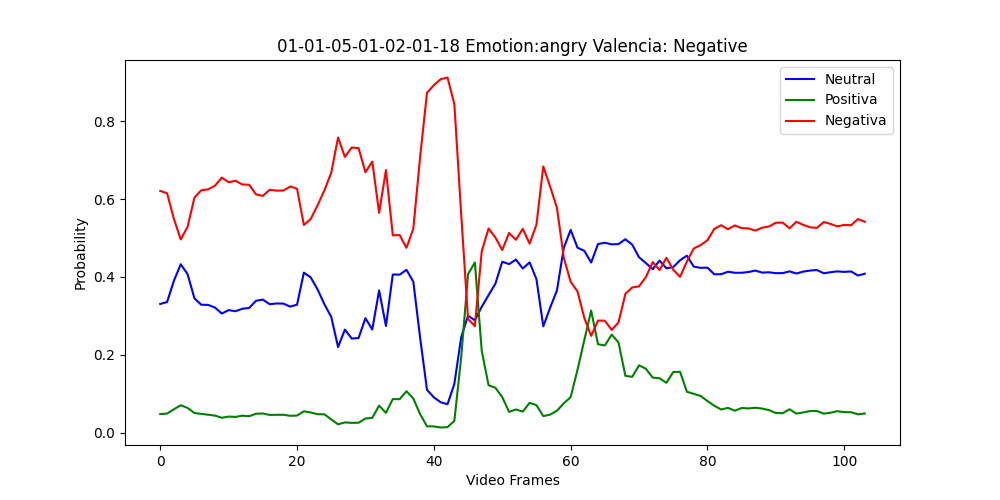 01-01-05-01-02-01-18 Emotion:angry Valencia: Negative
Neutral
Positiva
Negativa
Probability
0.8
0.6
0.4
0.2
0.0
0 20 40 60 80 100
Video Frames